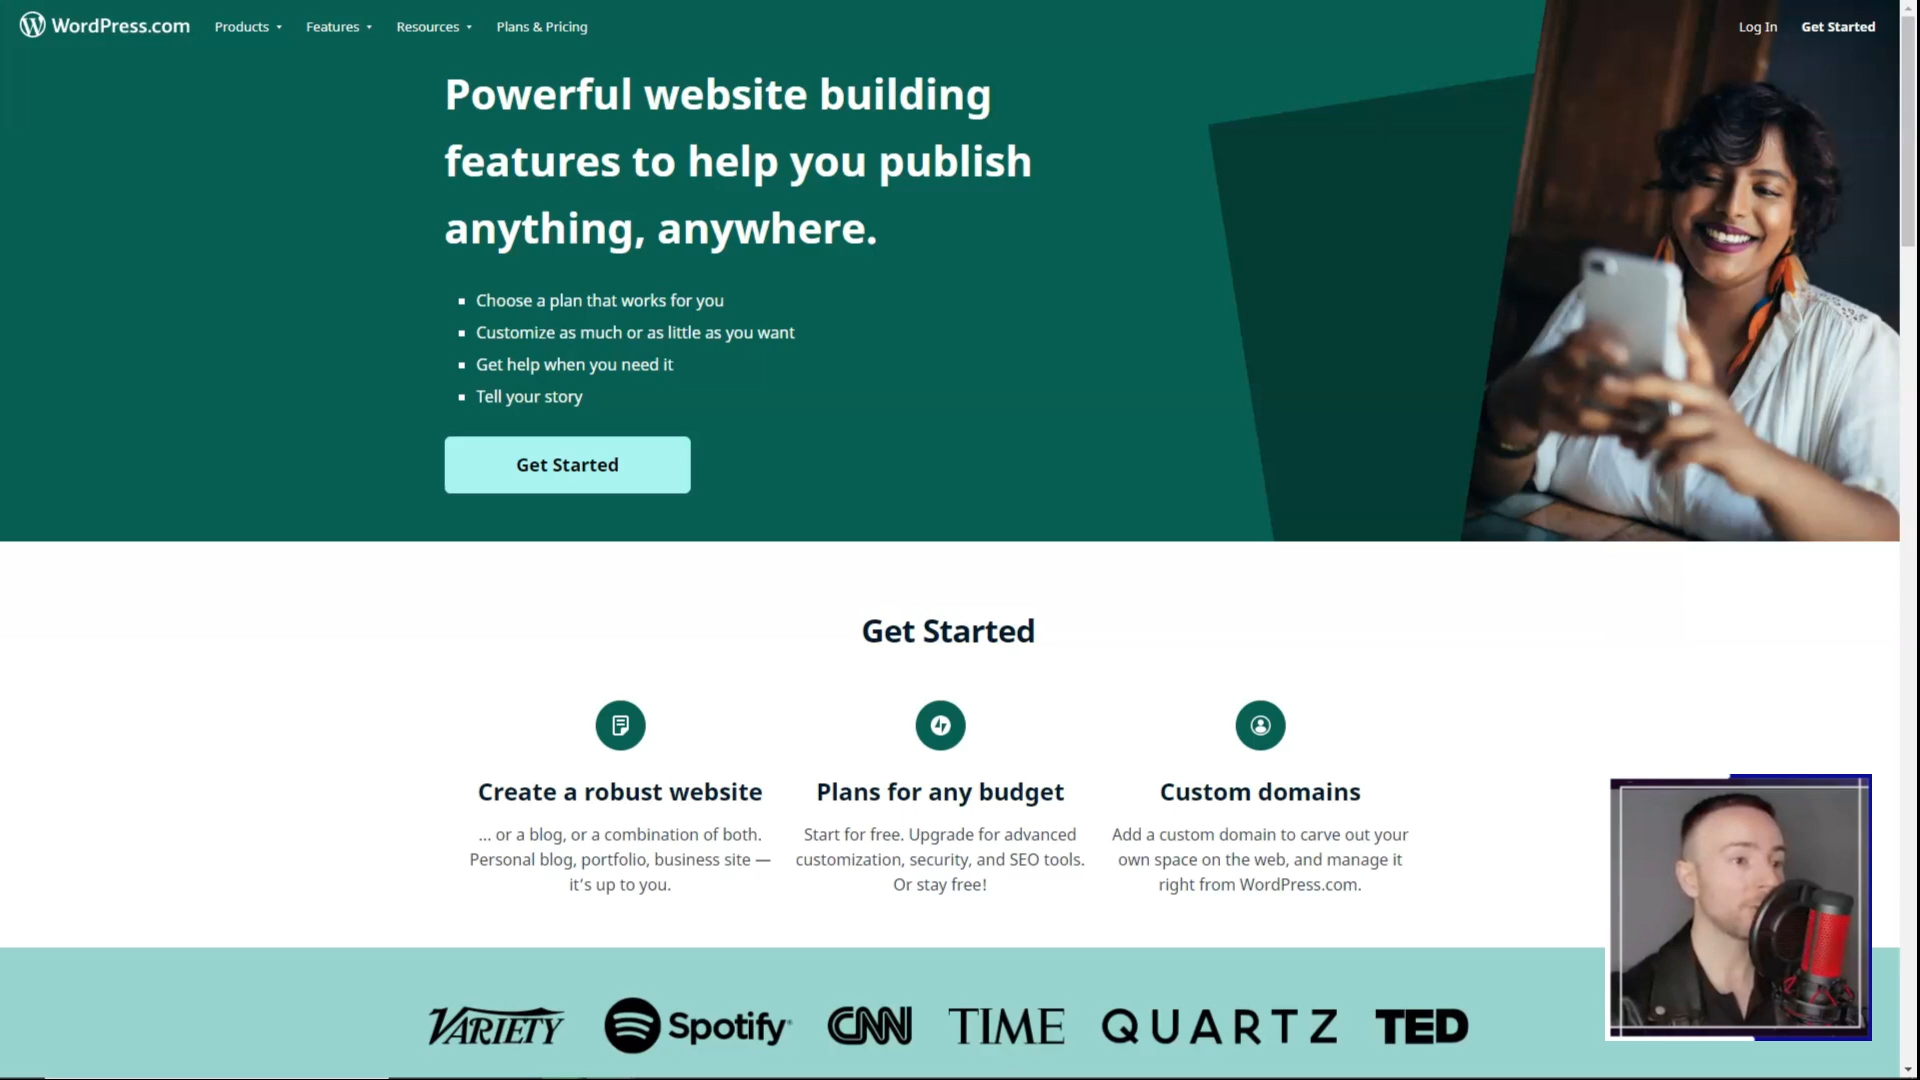 WordPress.com
Products
Features
Resources
Plans & Pricing
Log In
Get Started
Powerful website building
features to help you publish
anything, anywhere.
Choose a plan that works for you
Customize as much or as little as you want
Get help when you need it
Tell your story
Get Started
Get Started
Create a robust website
... or a blog, or a combination of both.
Personal blog, portfolio, business site —
it's up to you.
Plans for any budget
Start for free. Upgrade for advanced
customization, security, and SEO tools.
Or stay free!
Custom domains
Add a custom domain to carve out your
own space on the web, and manage it
right from WordPress.com.
VARIETY
Spotify
CNN
TIME
QUARTZ
TED